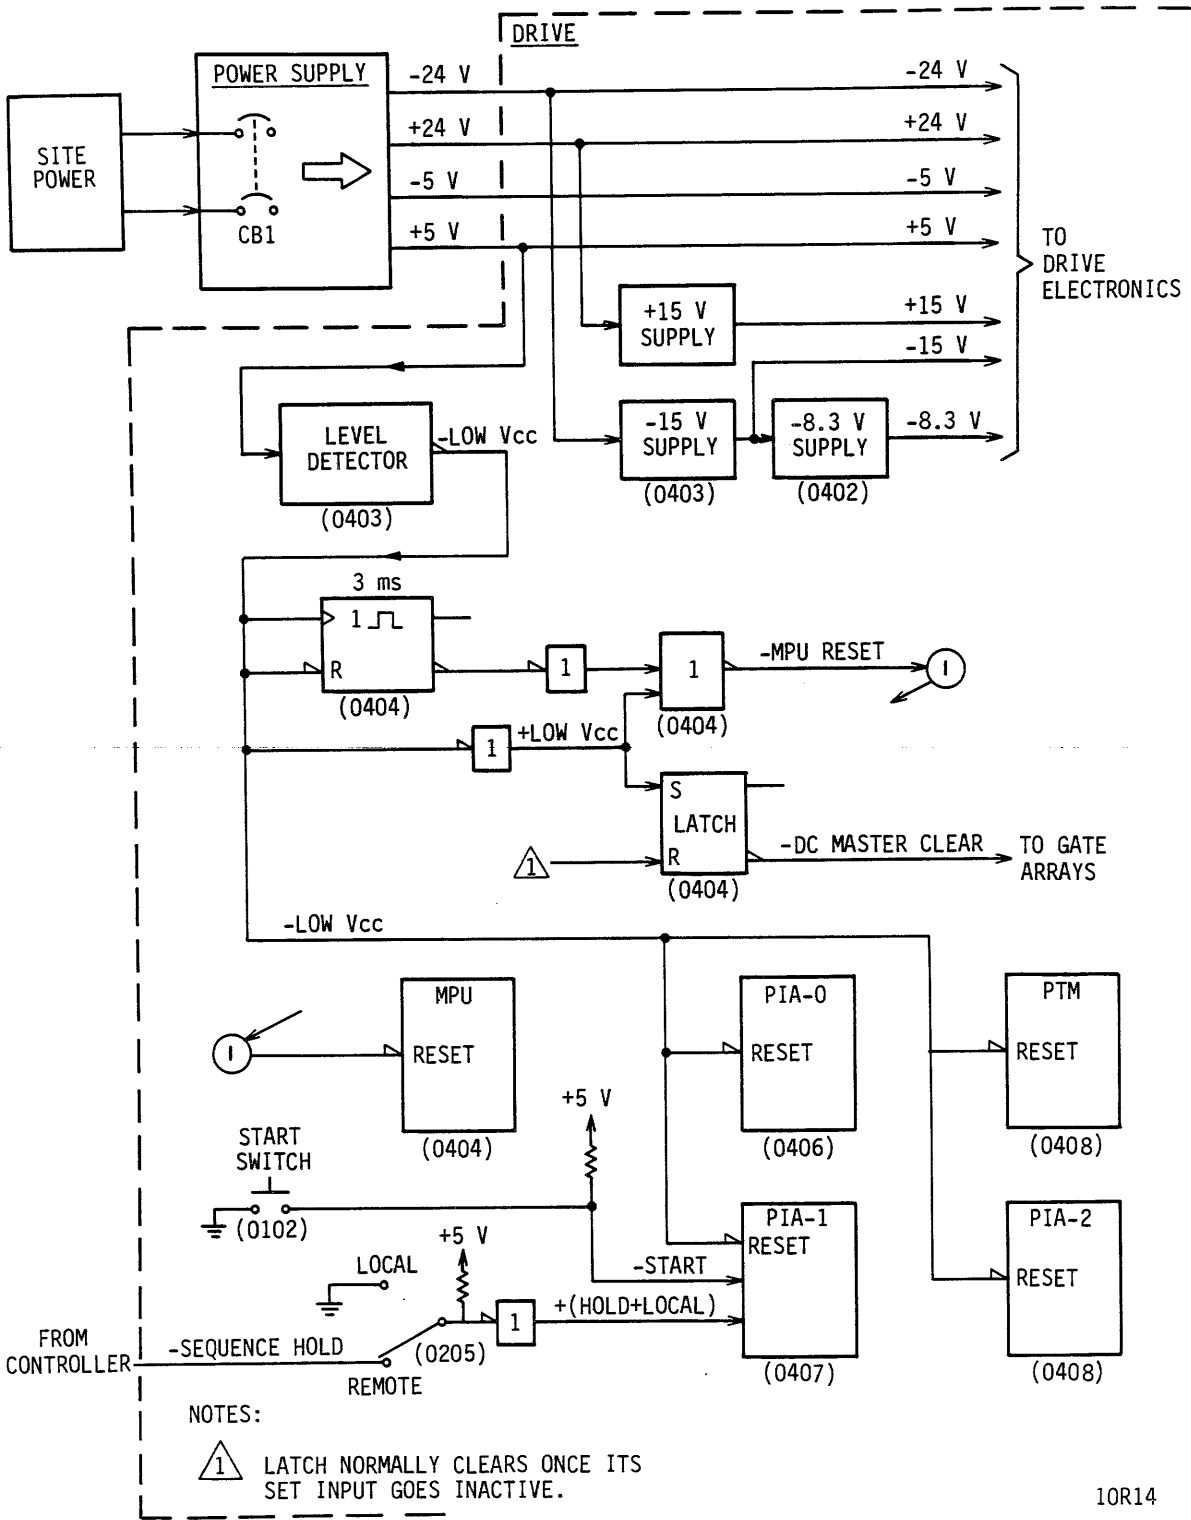 DRIVE
POWER SUPPLY
-24 V
-24 V
+24 V
+24 V
SITE
POWER
-5 V
-5 V
CB1
+5 V
+5 V
TO
DRIVE
ELECTRONICS
+15 V
SUPPLY
+15 V
-15 V
LEVEL
DETECTOR
(0403)
-LOW Vcc
-15 V
SUPPLY
(0403)
-8.3 V
SUPPLY
(0402)
-8.3 V
3 ms
1
R
(0404)
1
1
(0404)
-MPU RESET
I
1
+LOW Vcc
S
LATCH
R
(0404)
1
-DC MASTER CLEAR
TO GATE
ARRAYS
-LOW Vcc
MPU
RESET
(0404)
I
PIA-0
RESET
(0406)
PTM
RESET
(0408)
+5 V
START
SWITCH
(0102)
+5 V
PIA-1
RESET
(0407)
PIA-2
RESET
(0408)
-START
LOCAL
1
+(HOLD+LOCAL)
FROM
CONTROLLER
-SEQUENCE HOLD
(0205)
REMOTE
NOTES:
1
LATCH NORMALLY CLEARS ONCE ITS
SET INPUT GOES INACTIVE.
10R14